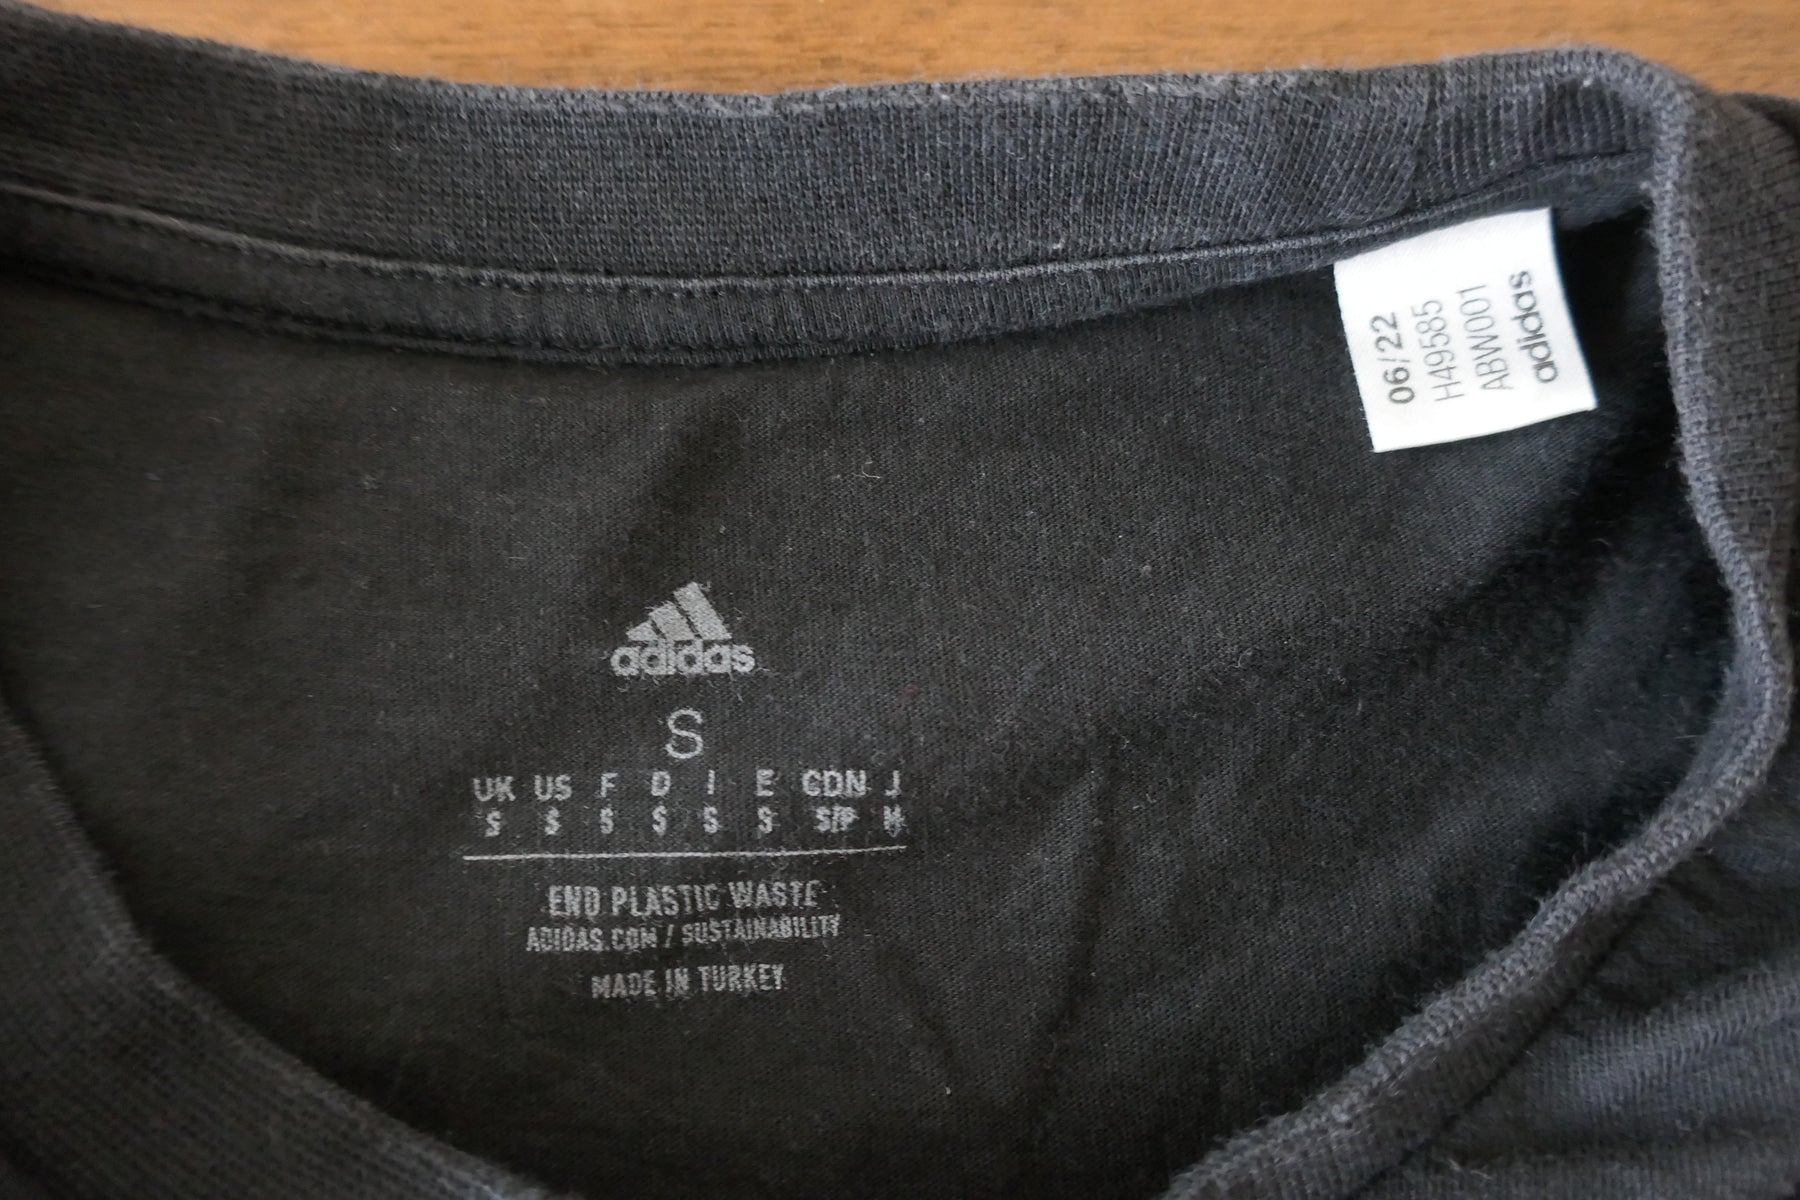 adidas
S
UK US F D I E CDN J
S S S S S S S/P M
END PLASTIC WASTE
ADIDAS.COM / SUSTAINABILITY
MADE IN TURKEY
06/22
H49585
ABW001
adidas